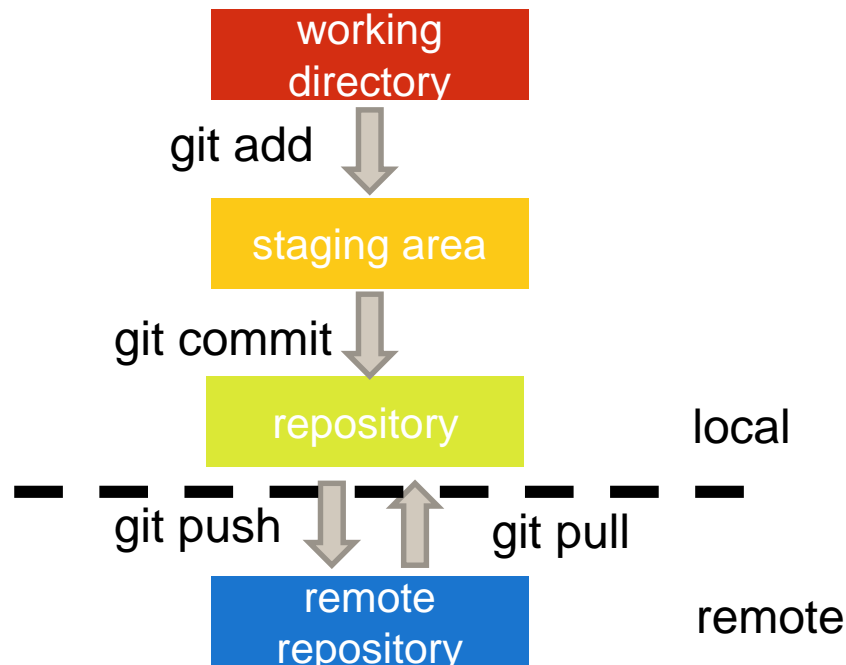 working
directory
git add
staging area
git commit
repository
local
git push
git pull
remote
repository
remote